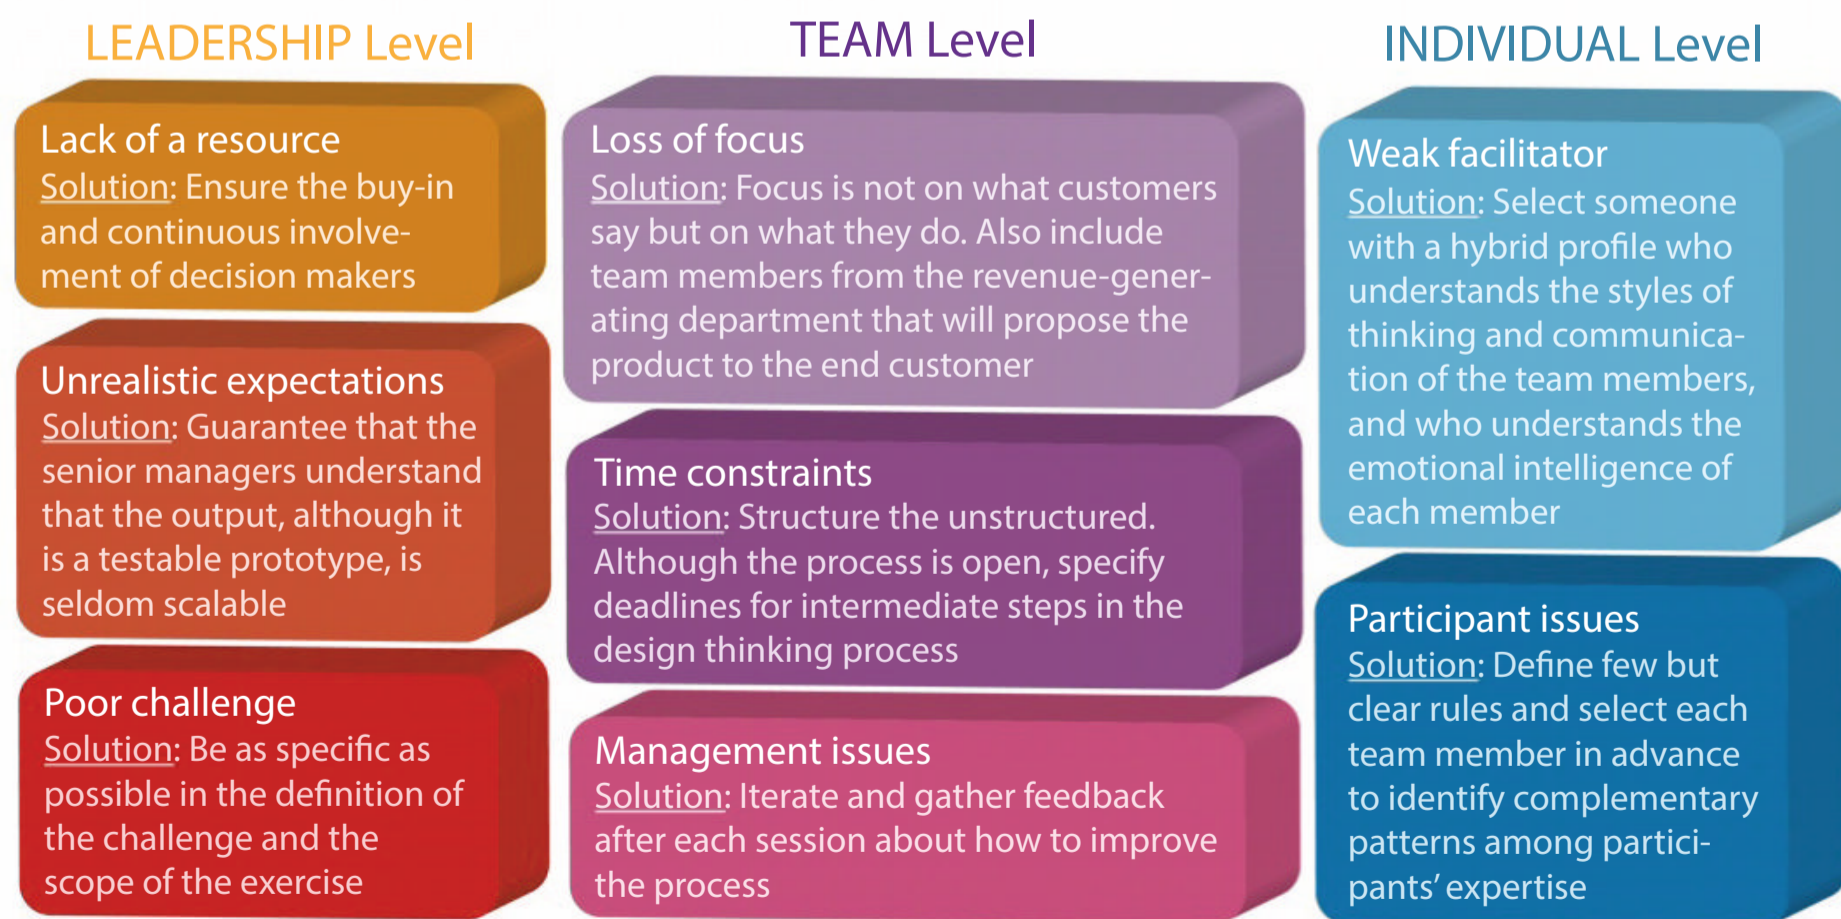 LEADERSHIP Level
Lack of a resource
Solution: Ensure the buy-in
and continuous involve-
ment of decision makers
Unrealistic expectations
Solution: Guarantee that the
senior managers understand
that the output, although it
is a testable prototype, is
seldom scalable
Poor challenge
Solution: Be as specific as
possible in the definition of
the challenge and the
scope of the exercise
TEAM Level
Loss of focus
Solution: Focus is not on what customers
say but on what they do. Also include
team members from the revenue-gener-
ating department that will propose the
product to the end customer
Time constraints
Solution: Structure the unstructured.
Although the process is open, specify
deadlines for intermediate steps in the
design thinking process
Management issues
Solution: Iterate and gather feedback
after each session about how to improve
the process
INDIVIDUAL Level
Weak facilitator
Solution: Select someone
with a hybrid profile who
understands the styles of
thinking and communica-
tion of the team members,
and who understands the
emotional intelligence of
each member
Participant issues
Solution: Define few but
clear rules and select each
team member in advance
to identify complementary
patterns among partici-
pants’ expertise